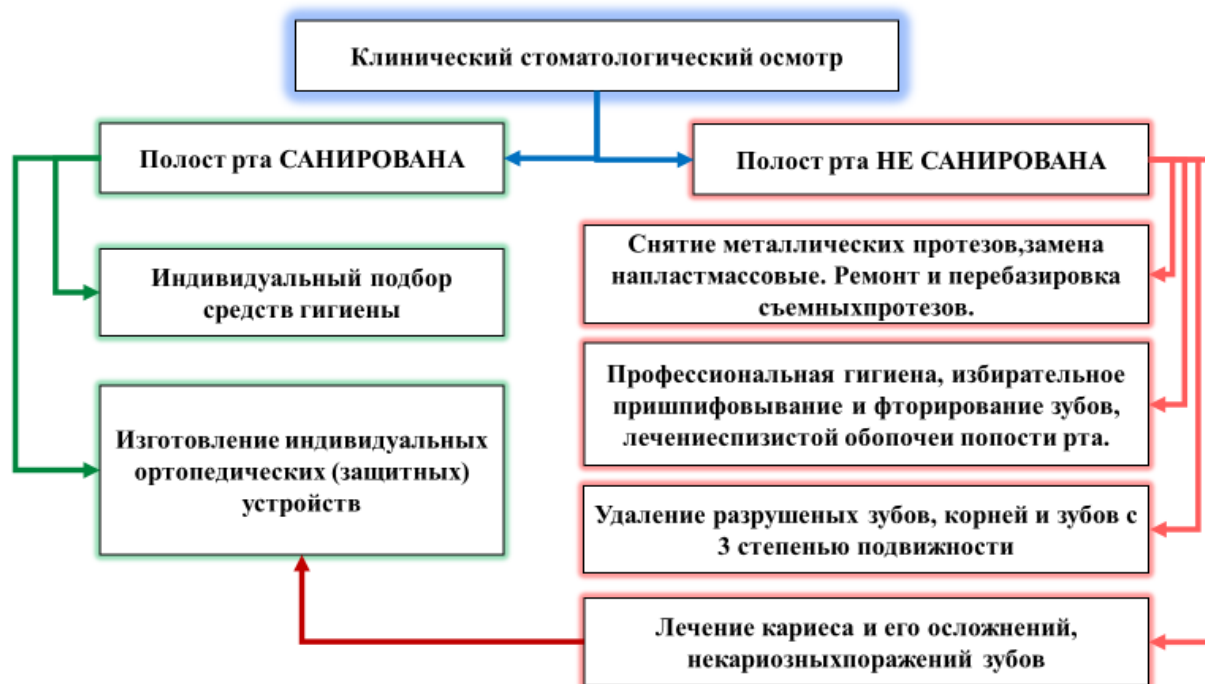 Клинический стоматологический осмотр
Полост рта САНИРОВАНА
Полост рта НЕ САНИРОВАНА
Индивидуальный подбор
средств гигиены
Изготовление индивидуальных
ортопедических (защитных)
устройств
Снятие металлических протезов,замена
напластмассовые. Ремонт и перебазировка
съемныхпротезов.
Профессиональная гигиена, избирательное
пришпифовывание и фторирование зубов,
лечениеспизистой обопочеи попости рта.
Удаление разрушеных зубов, корней и зубов с
3 степенью подвижности
Лечение кариеса и его осложнений,
некариозныхпоражений зубов